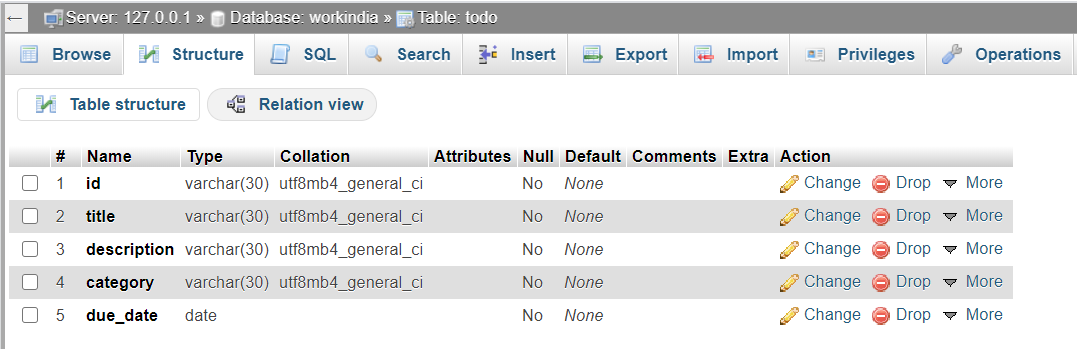 ← Server: 127.0.0.1 » Database: workindia » Table: todo
Browse Structure SQL Search Insert Export Import Privileges Operations
Table structure Relation view
# Name Type Collation Attributes Null Default Comments Extra Action
1 id varchar(30) utf8mb4_general_ci No None Change Drop More
2 title varchar(30) utf8mb4_general_ci No None Change Drop More
3 description varchar(30) utf8mb4_general_ci No None Change Drop More
4 category varchar(30) utf8mb4_general_ci No None Change Drop More
5 due_date date No None Change Drop More